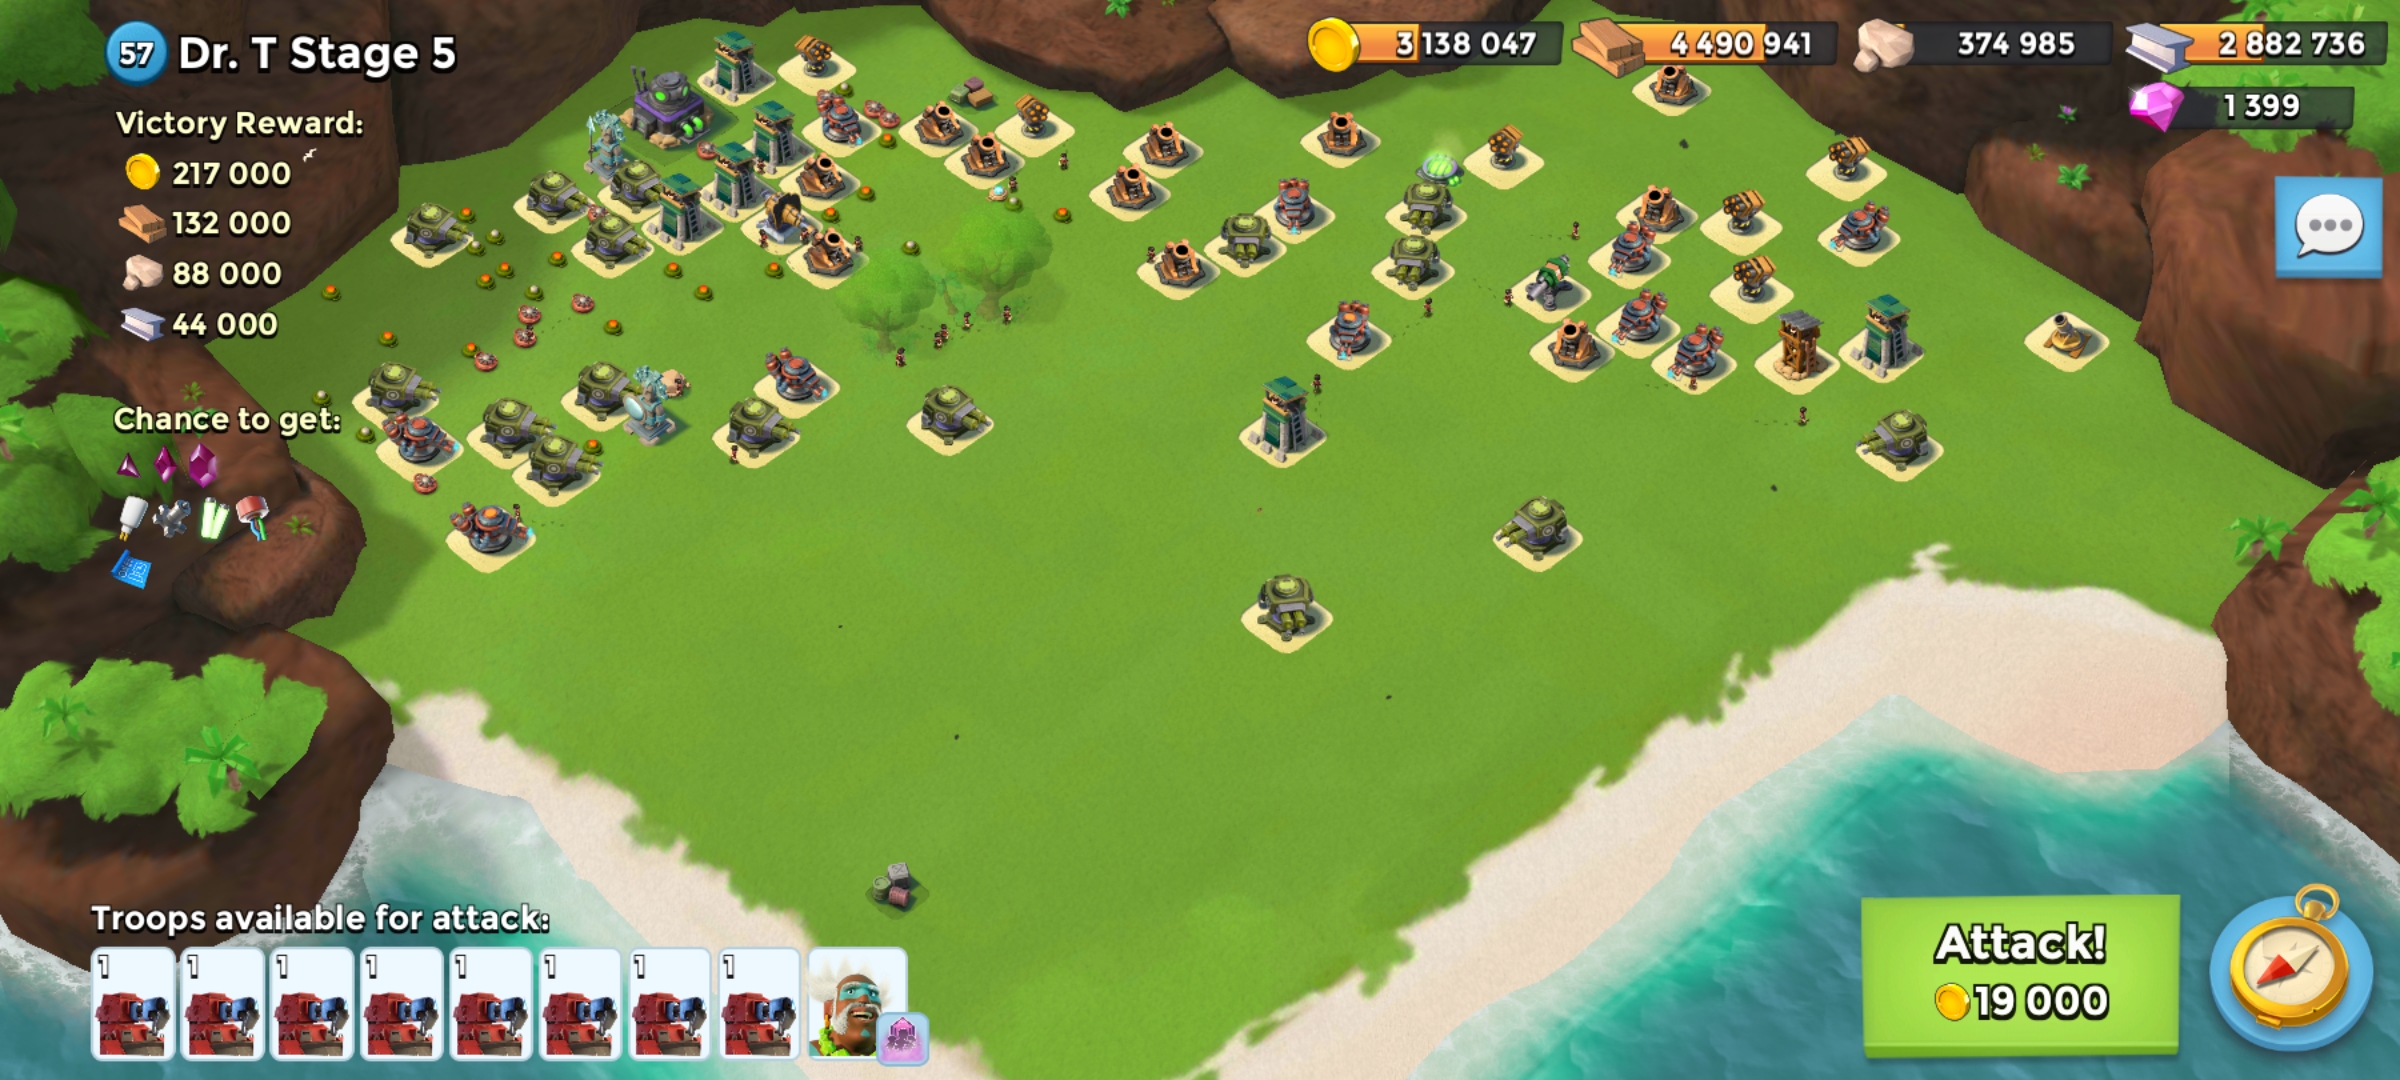 57 Dr. T Stage 5
3 138 047
4 490 941
374 985
2 882 736
1 399
Victory Reward:
217 000
132 000
88 000
44 000
Chance to get:
Troops available for attack:
1 1 1 1 1 1 1 1
Attack!
19 000